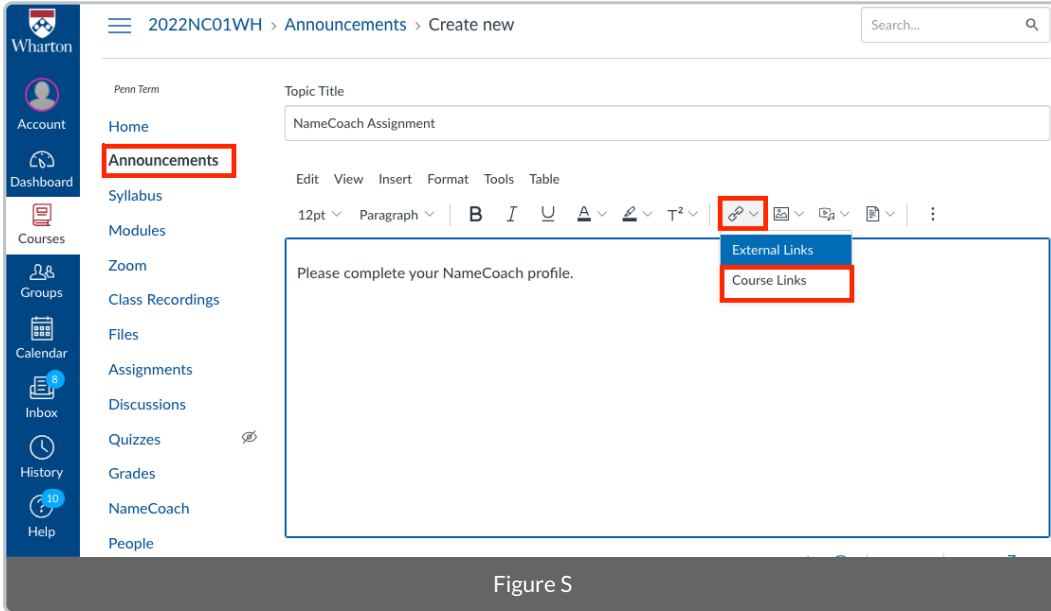 Wharton
Account
Dashboard
Courses
Groups
Calendar
8
Inbox
History
10
Help
2022NC01WH > Announcements > Create new
Search...
Penn Term
Home
Announcements
Syllabus
Modules
Zoom
Class Recordings
Files
Assignments
Discussions
Quizzes
Grades
NameCoach
People
Topic Title
NameCoach Assignment
Edit View Insert Format Tools Table
12pt Paragraph B I U A T²
External Links
Course Links
Please complete your NameCoach profile.
Figure S